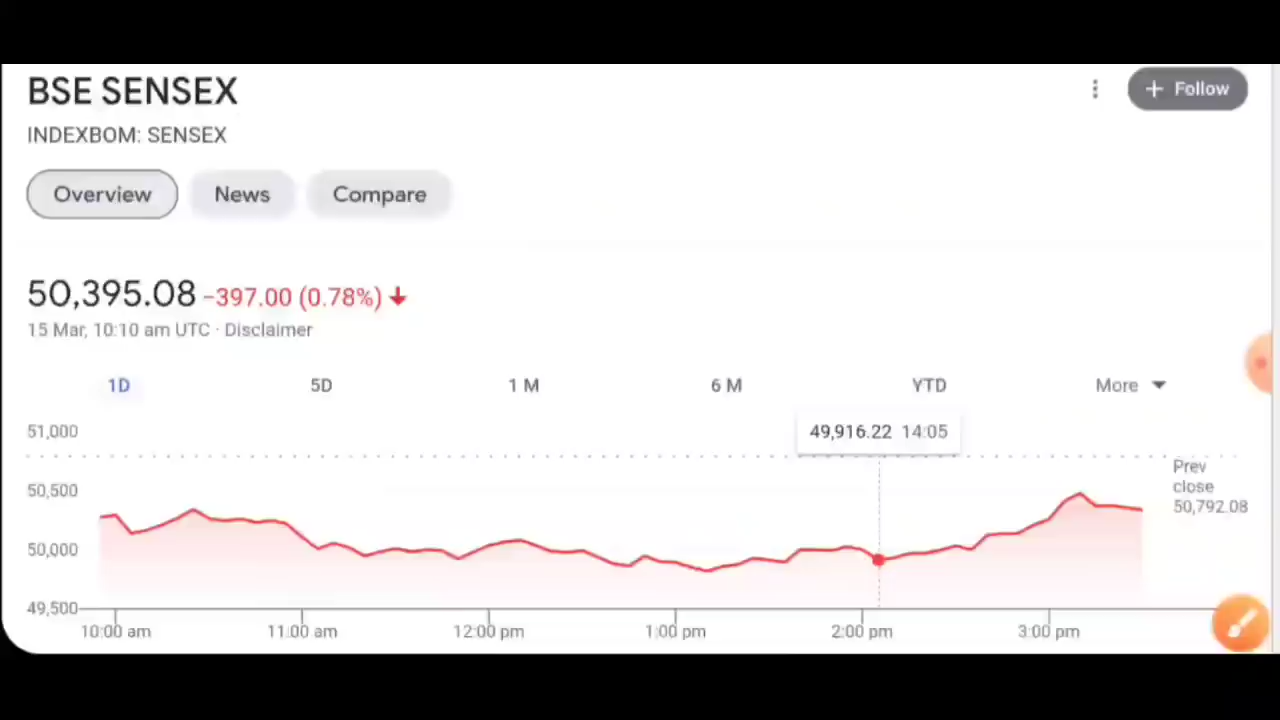 BSE SENSEX
+ Follow
INDEXBOM: SENSEX
Overview News Compare
50,395.08 −397.00 (0.78%)
15 Mar, 10:10 am UTC · Disclaimer
1D 5D 1 M 6 M YTD More
51,000
49,916.22 14:05
Prev
close
50,792.08
50,500
50,000
49,500
10:00 am 11:00 am 12:00 pm 1:00 pm 2:00 pm 3:00 pm